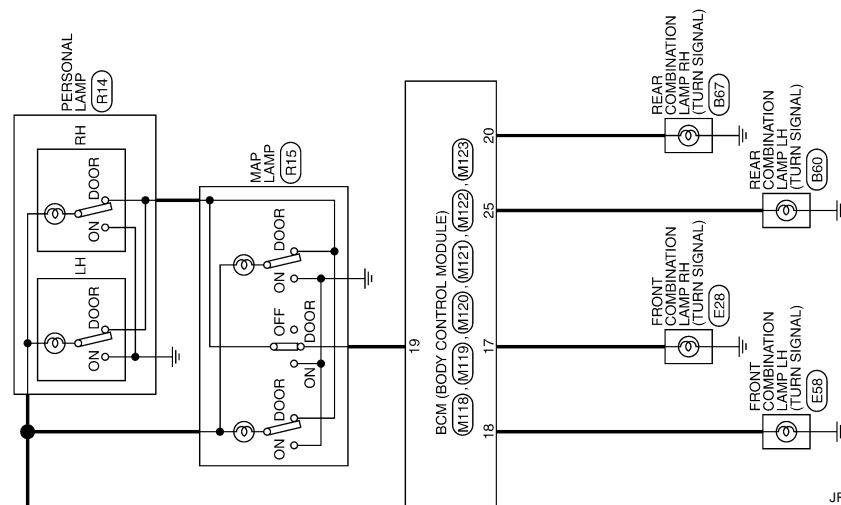 PERSONAL
LAMP
R14
RH
DOOR
ON
LH
DOOR
ON
MAP
LAMP
R15
DOOR
ON
OFF
DOOR
ON
DOOR
ON
19
BCM (BODY CONTROL MODULE)
M118 , M119 , M120 , M121 , M122 , M123
20
25
17
18
REAR
COMBINATION
LAMP RH
(TURN SIGNAL)
B67
REAR
COMBINATION
LAMP LH
(TURN SIGNAL)
B60
FRONT
COMBINATION
LAMP RH
(TURN SIGNAL)
E28
FRONT
COMBINATION
LAMP LH
(TURN SIGNAL)
E58